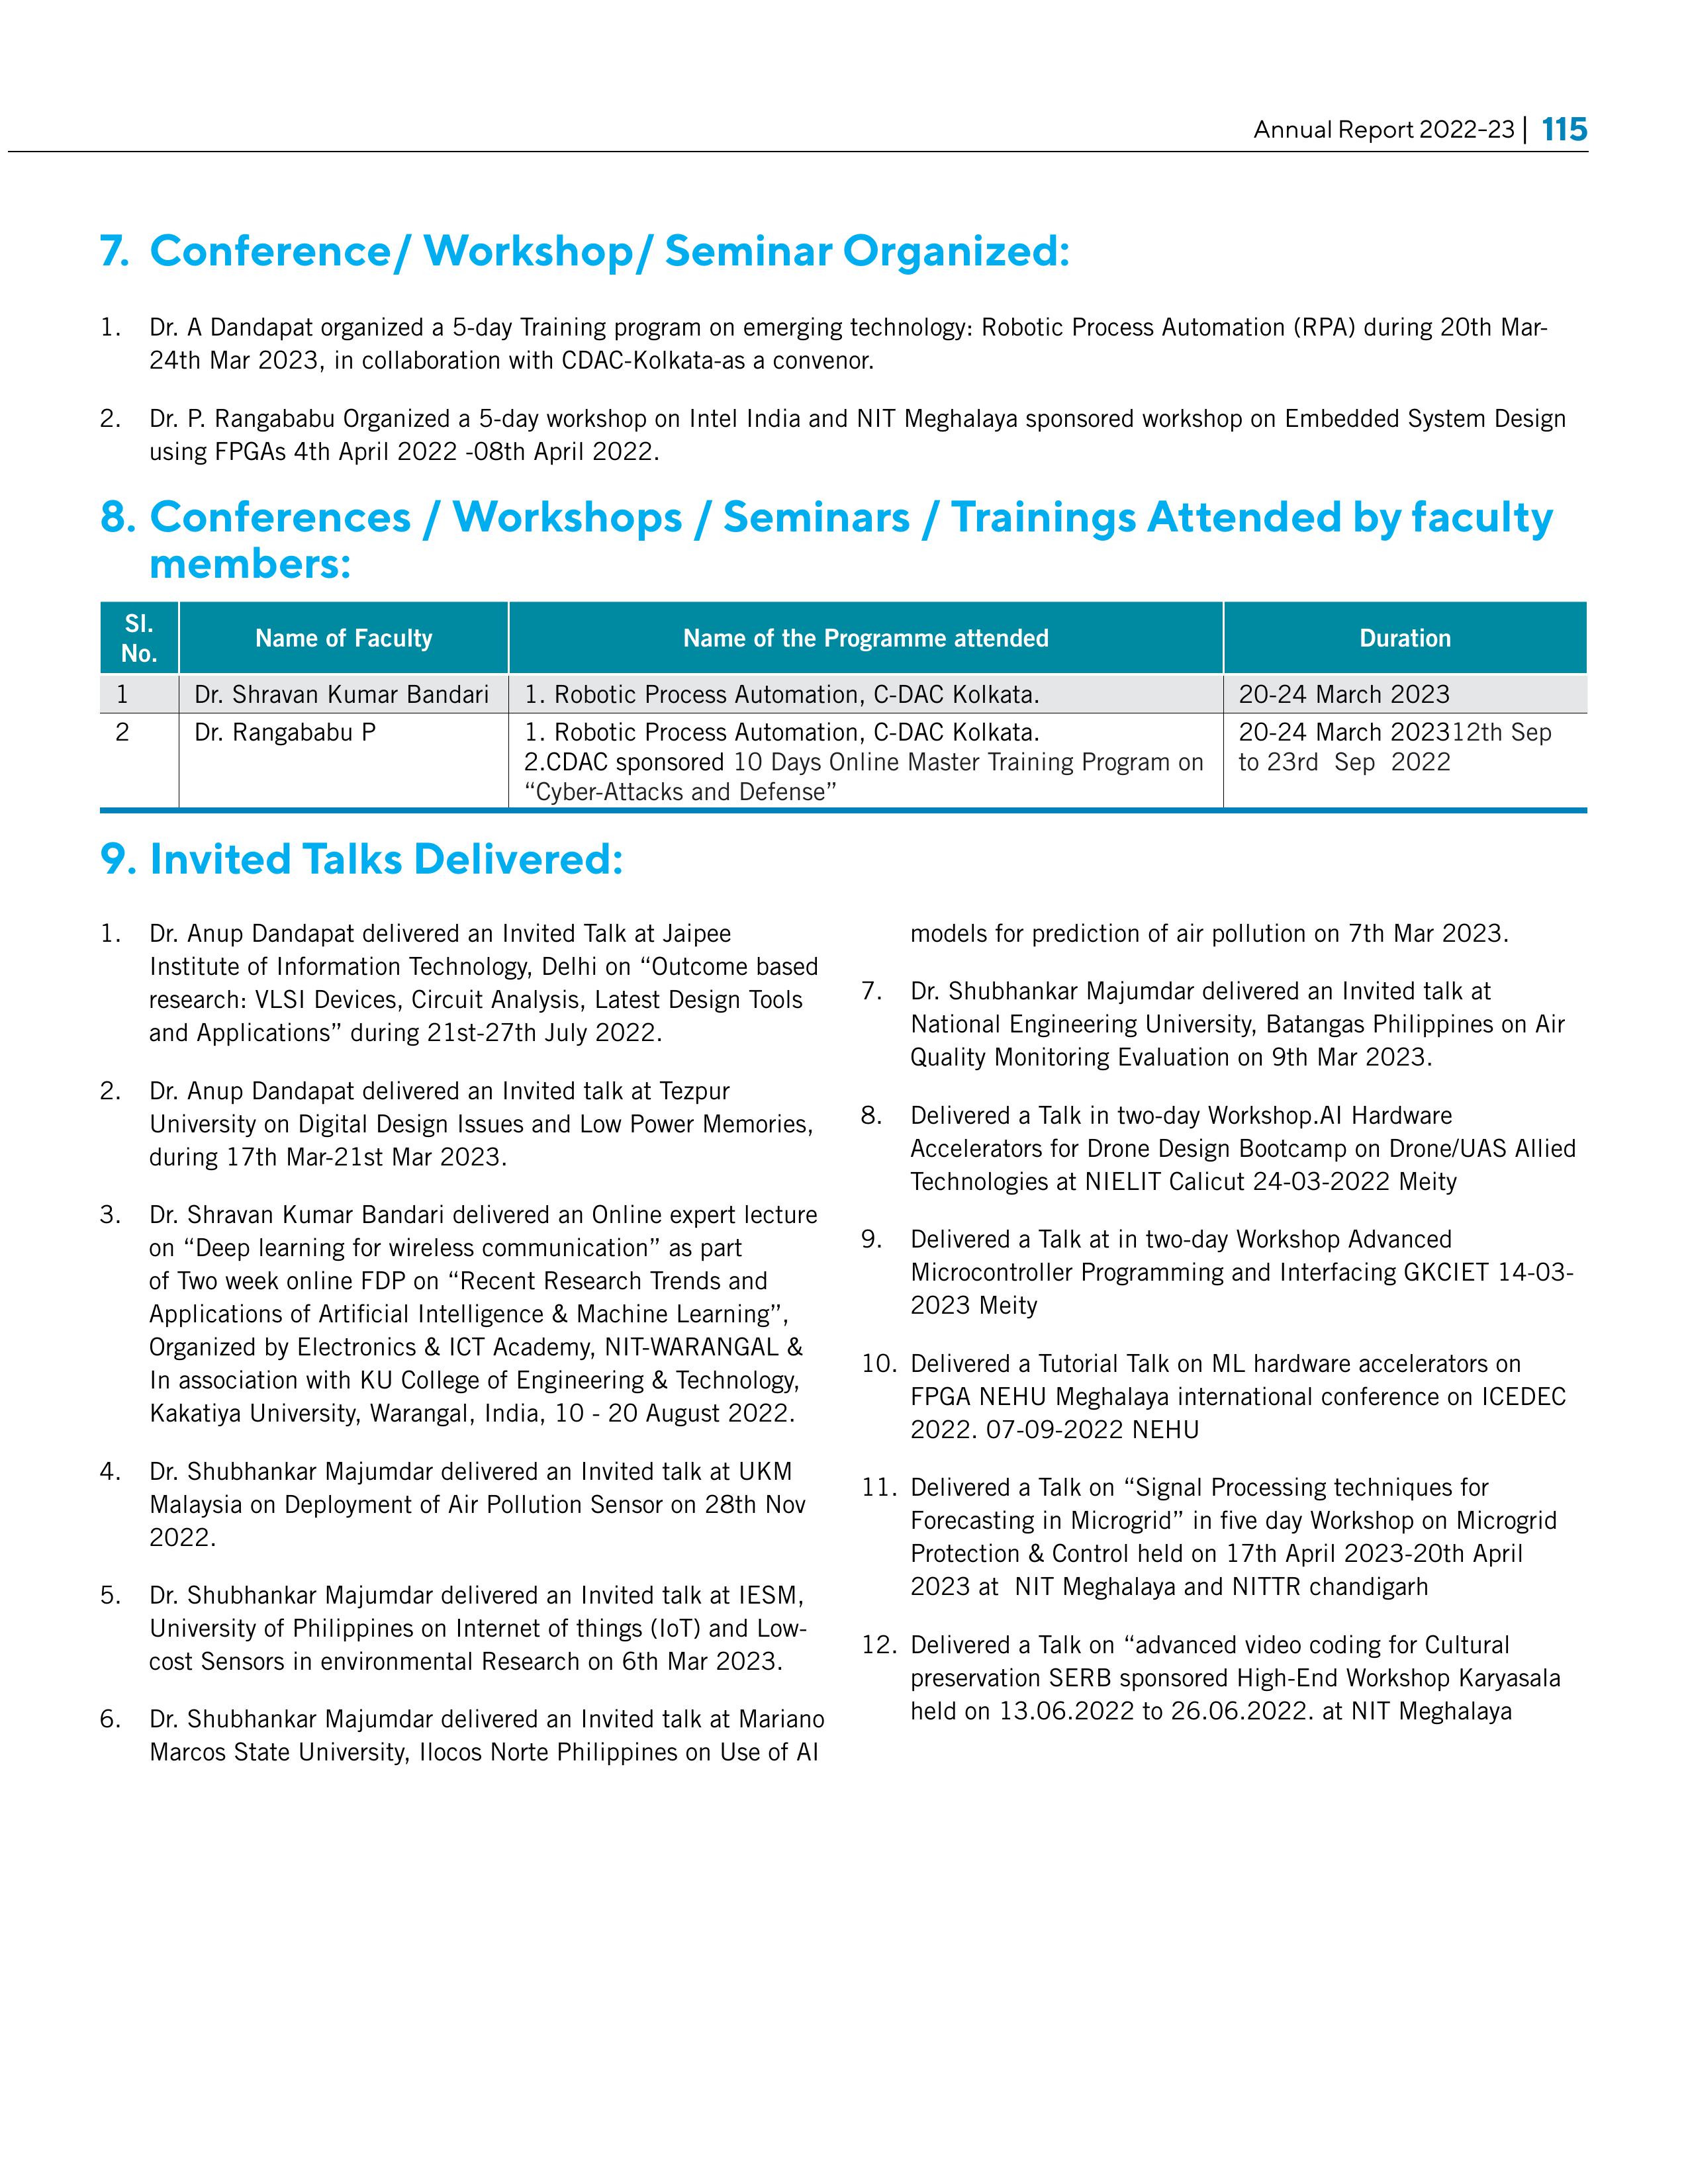 Annual Report 2022-23 | 115
7. Conference/ Workshop/ Seminar Organized:
1. Dr. A Dandapat organized a 5-day Training program on emerging technology: Robotic Process Automation (RPA) during 20th Mar-
24th Mar 2023, in collaboration with CDAC-Kolkata-as a convenor.
2. Dr. P. Rangababu Organized a 5-day workshop on Intel India and NIT Meghalaya sponsored workshop on Embedded System Design
using FPGAs 4th April 2022 -08th April 2022.
8. Conferences / Workshops / Seminars / Trainings Attended by faculty
members:
Sl. No. Name of Faculty Name of the Programme attended Duration
1 Dr. Shravan Kumar Bandari 1. Robotic Process Automation, C-DAC Kolkata. 20-24 March 2023
2 Dr. Rangababu P 1. Robotic Process Automation, C-DAC Kolkata. 20-24 March 202312th Sep
2.CDAC sponsored 10 Days Online Master Training Program on to 23rd Sep 2022
“Cyber-Attacks and Defense”
9. Invited Talks Delivered:
1. Dr. Anup Dandapat delivered an Invited Talk at Jaipee
Institute of Information Technology, Delhi on “Outcome based
research: VLSI Devices, Circuit Analysis, Latest Design Tools
and Applications” during 21st-27th July 2022.
2. Dr. Anup Dandapat delivered an Invited talk at Tezpur
University on Digital Design Issues and Low Power Memories,
during 17th Mar-21st Mar 2023.
3. Dr. Shravan Kumar Bandari delivered an Online expert lecture
on “Deep learning for wireless communication” as part
of Two week online FDP on “Recent Research Trends and
Applications of Artificial Intelligence & Machine Learning”,
Organized by Electronics & ICT Academy, NIT-WARANGAL &
In association with KU College of Engineering & Technology,
Kakatiya University, Warangal, India, 10 - 20 August 2022.
4. Dr. Shubhankar Majumdar delivered an Invited talk at UKM
Malaysia on Deployment of Air Pollution Sensor on 28th Nov
2022.
5. Dr. Shubhankar Majumdar delivered an Invited talk at IESM,
University of Philippines on Internet of things (IoT) and Low-
cost Sensors in environmental Research on 6th Mar 2023.
6. Dr. Shubhankar Majumdar delivered an Invited talk at Mariano
Marcos State University, Ilocos Norte Philippines on Use of AI
models for prediction of air pollution on 7th Mar 2023.
7. Dr. Shubhankar Majumdar delivered an Invited talk at
National Engineering University, Batangas Philippines on Air
Quality Monitoring Evaluation on 9th Mar 2023.
8. Delivered a Talk in two-day Workshop.AI Hardware
Accelerators for Drone Design Bootcamp on Drone/UAS Allied
Technologies at NIELIT Calicut 24-03-2022 Meity
9. Delivered a Talk at in two-day Workshop Advanced
Microcontroller Programming and Interfacing GKCIET 14-03-
2023 Meity
10. Delivered a Tutorial Talk on ML hardware accelerators on
FPGA NEHU Meghalaya international conference on ICEDEC
2022. 07-09-2022 NEHU
11. Delivered a Talk on “Signal Processing techniques for
Forecasting in Microgrid” in five day Workshop on Microgrid
Protection & Control held on 17th April 2023-20th April
2023 at NIT Meghalaya and NITTR chandigarh
12. Delivered a Talk on “advanced video coding for Cultural
preservation SERB sponsored High-End Workshop Karyasala
held on 13.06.2022 to 26.06.2022. at NIT Meghalaya